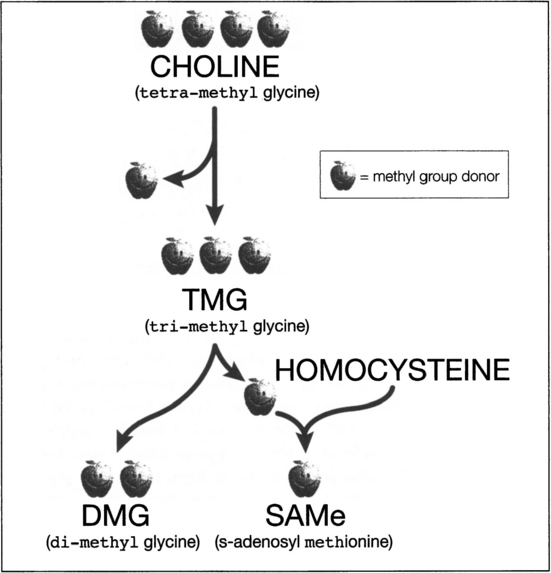 CHOLINE
(tetra-methyl glycine)
= methyl group donor
TMG
(tri-methyl glycine)
HOMOCYSTEINE
DMG
(di-methyl glycine)
SAMe
(s-adenosyl methionine)